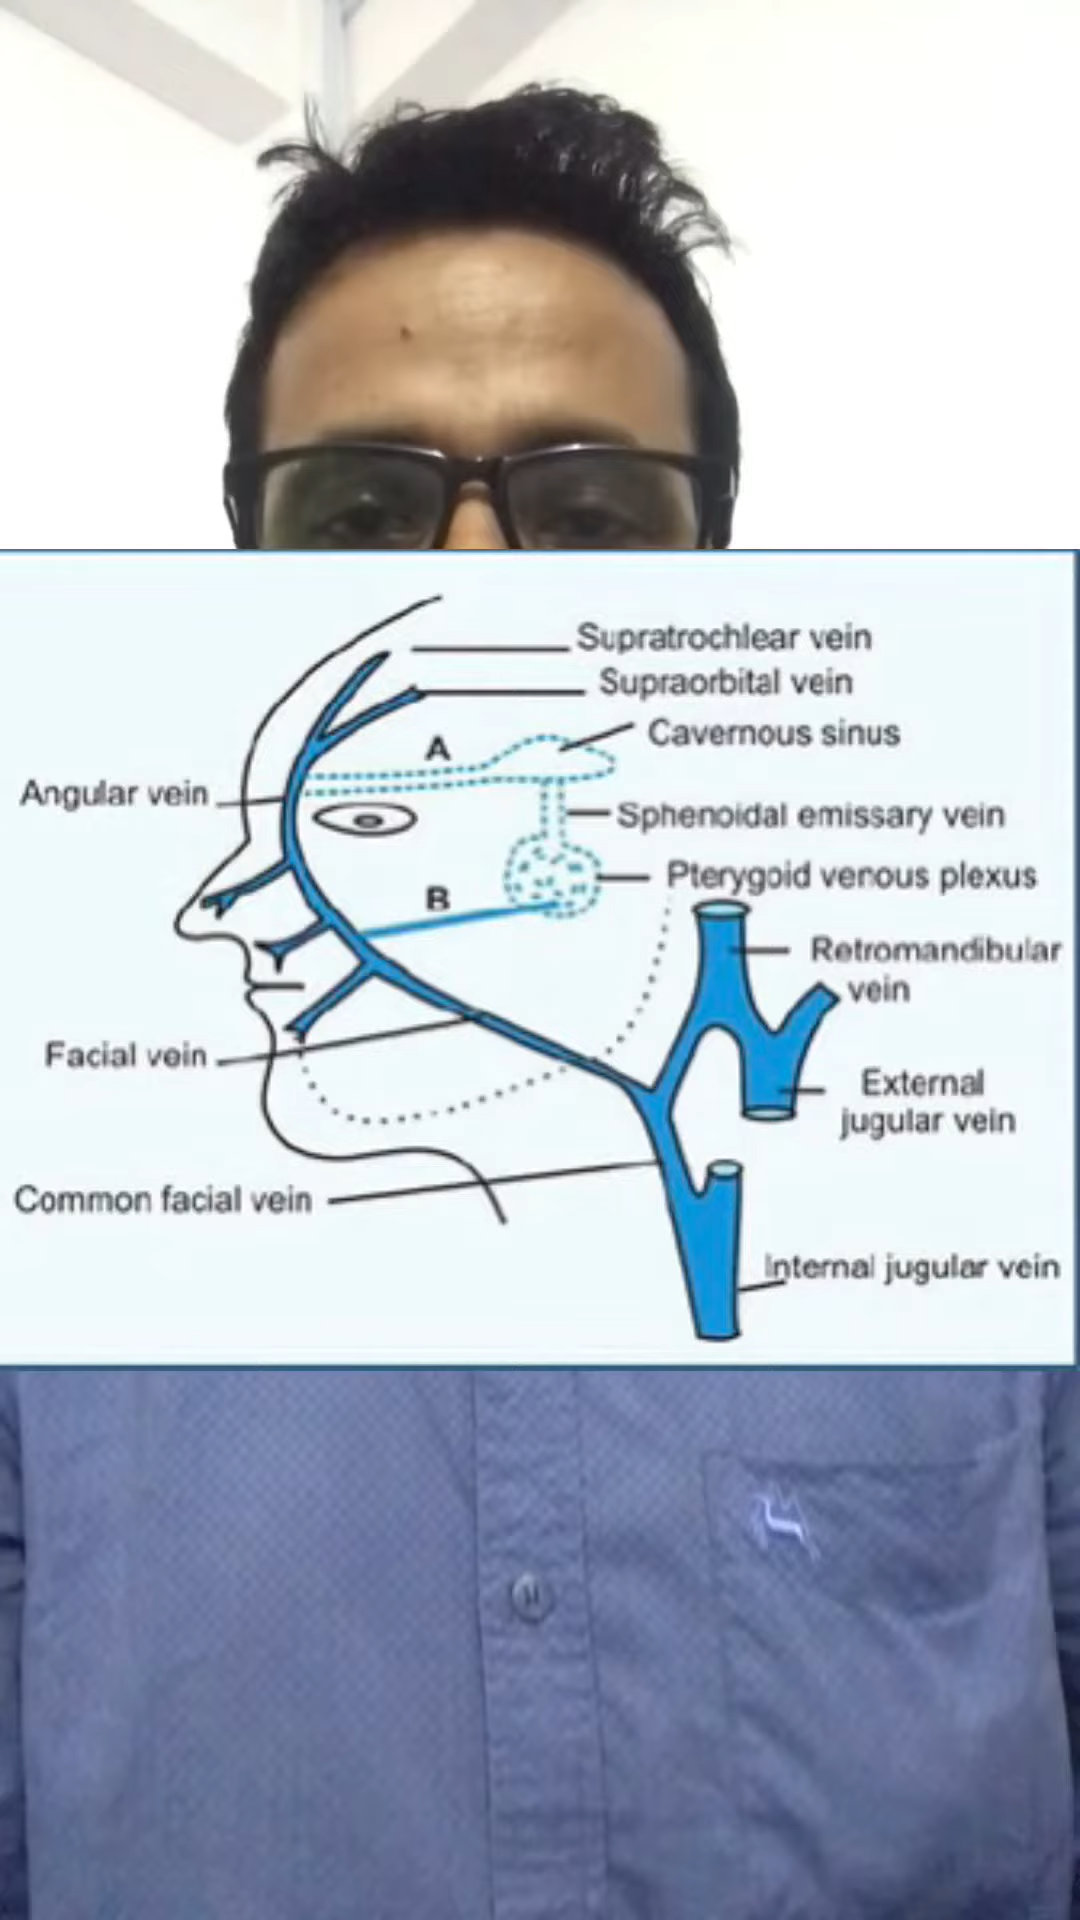 Supratrochlear vein
Supraorbital vein
Cavernous sinus
A
Angular vein
Sphenoidal emissary vein
Pterygoid venous plexus
B
Retromandibular
vein
Facial vein
External
jugular vein
Common facial vein
Internal jugular vein